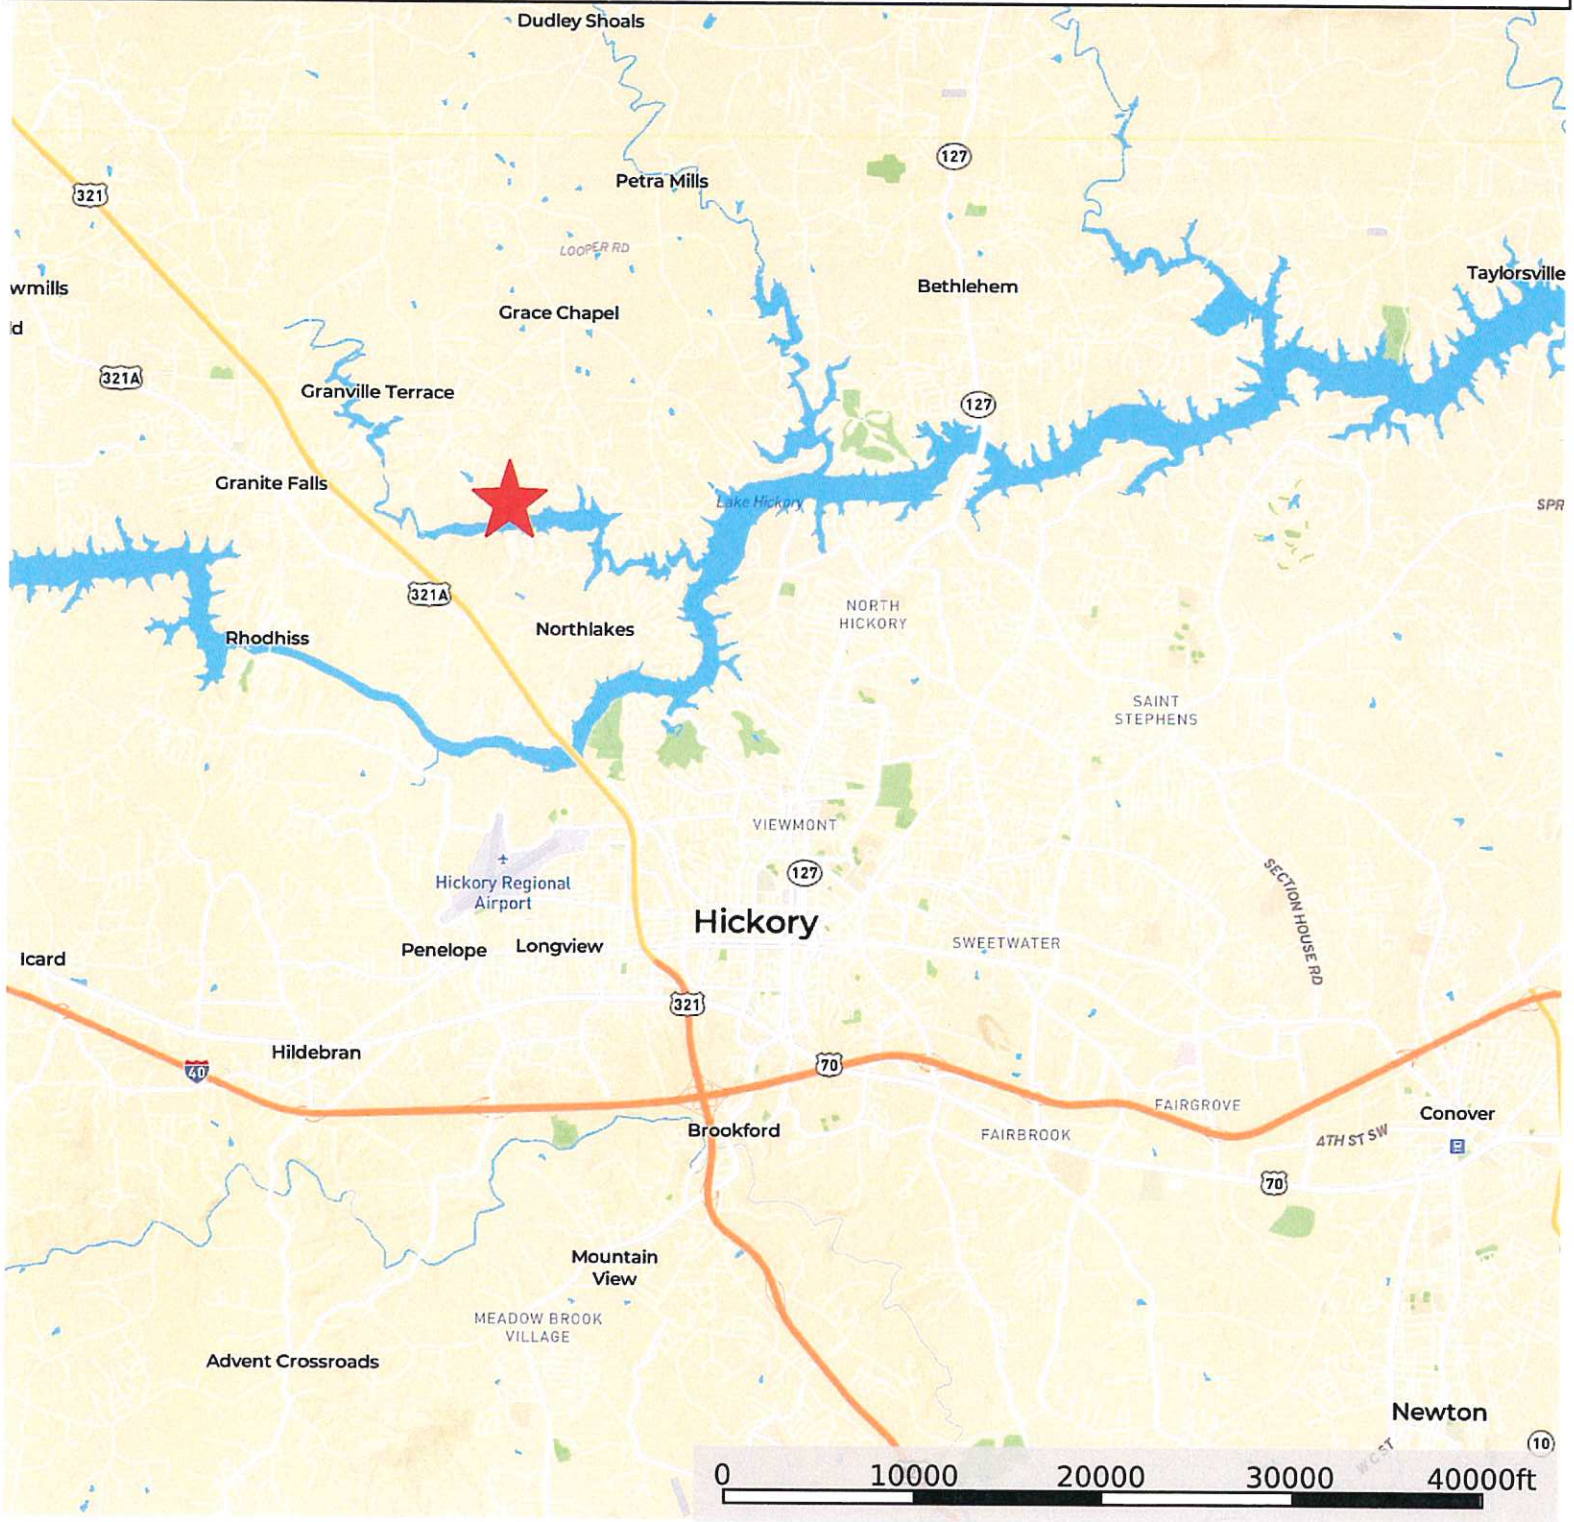 Dudley Shoals
127
Petra Mills
321
LOOPER RD
Taylorsville
Bethlehem
wmills
Grace Chapel
ld
321A
Granville Terrace
127
Granite Falls
Lake Hickory
SPR
321A
NORTH
HICKORY
Northlakes
Rhodhiss
SAINT
STEPHENS
VIEWMONT
127
Hickory Regional
Airport
SECTION HOUSE RD
Hickory
SWEETWATER
Penelope
Longview
Icard
321
Hildebran
40
70
FAIRGROVE
Conover
Brookford
FAIRBROOK
4TH ST SW
70
Mountain
View
MEADOW BROOK
VILLAGE
Advent Crossroads
Newton
10
W C ST
0 10000 20000 30000 40000ft